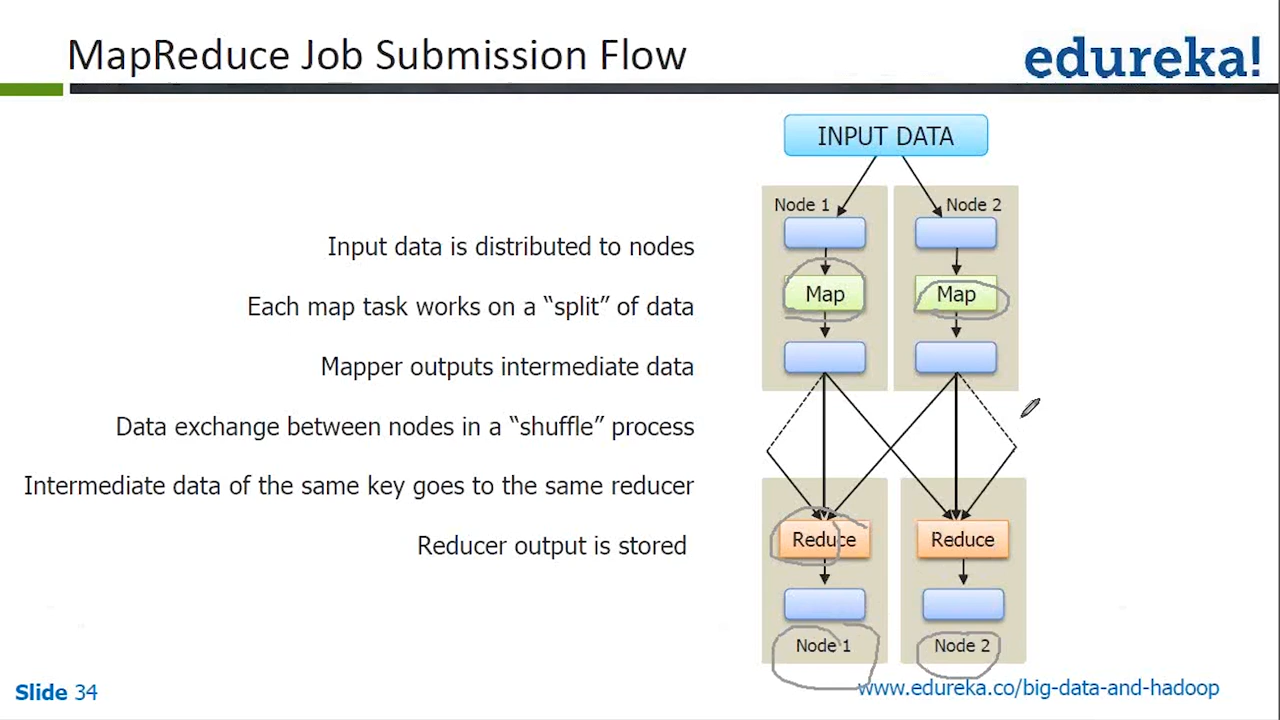 MapReduce Job Submission Flow
edureka!
INPUT DATA
Node 1
Node 2
Input data is distributed to nodes
Each map task works on a “split” of data
Map
Map
Mapper outputs intermediate data
Data exchange between nodes in a “shuffle” process
Intermediate data of the same key goes to the same reducer
Reducer output is stored
Reduce
Reduce
Node 1
Node 2
Slide 34
www.edureka.co/big-data-and-hadoop